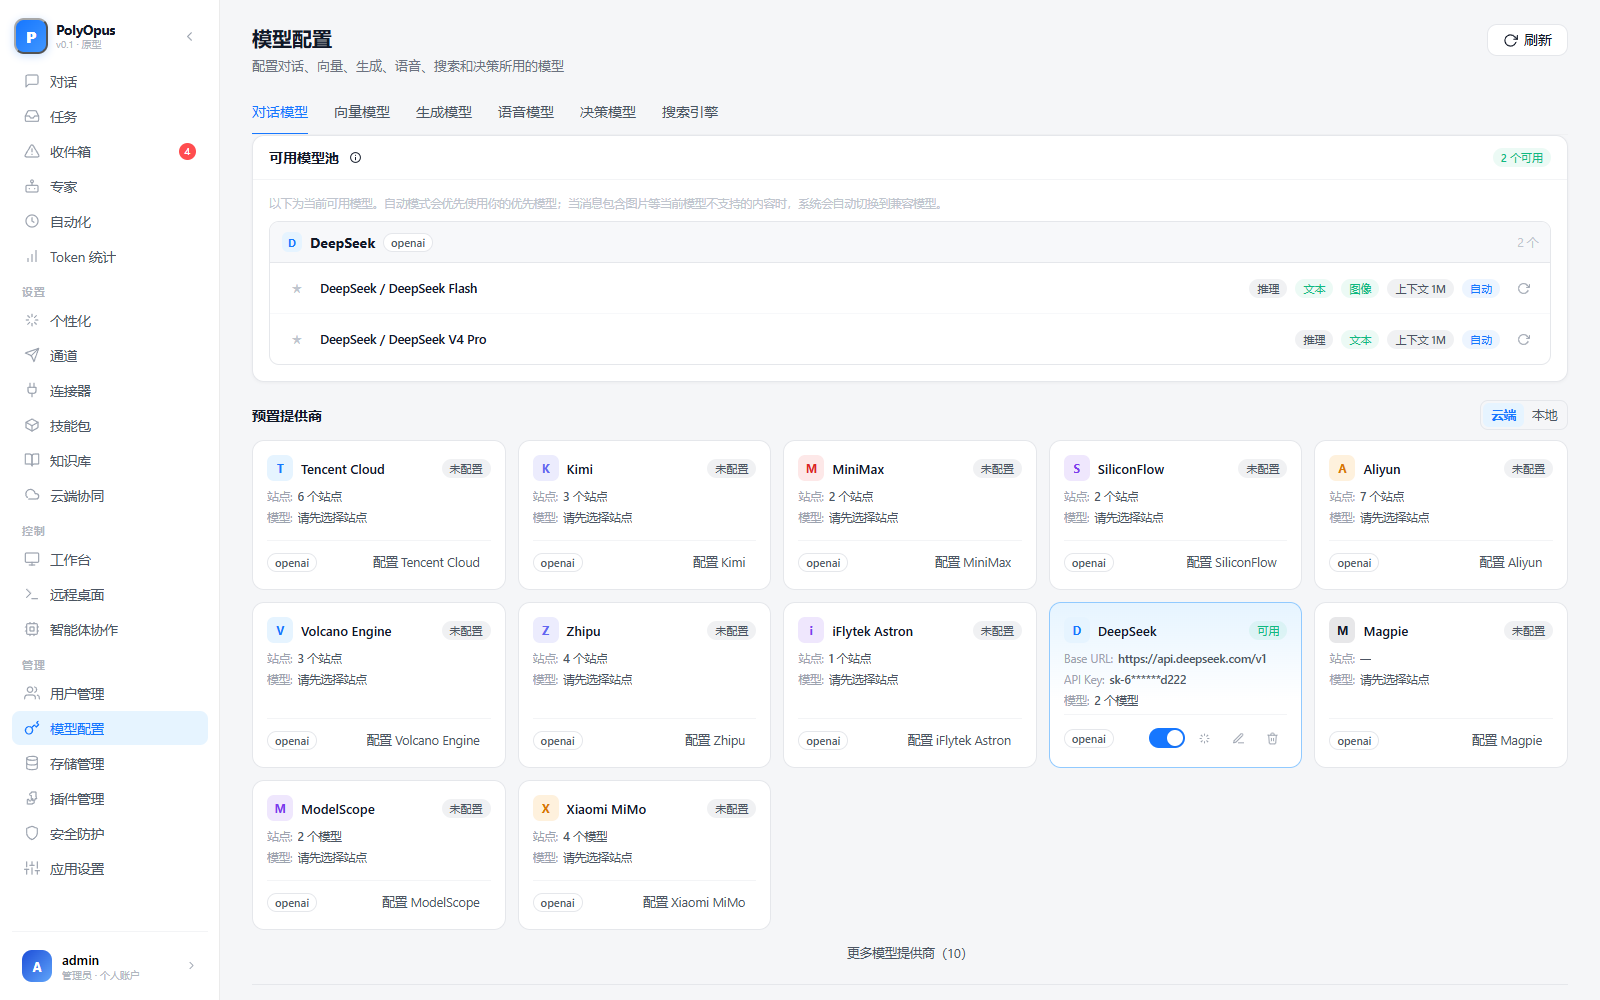 P
PolyOpus
v0.1 · 原型
对话
任务
收件箱
4
专家
自动化
Token 统计
设置
个性化
通道
连接器
技能包
知识库
云端协同
控制
工作台
远程桌面
智能体协作
管理
用户管理
模型配置
存储管理
插件管理
安全防护
应用设置
A
admin
管理员 · 个人账户
模型配置
配置对话、向量、生成、语音、搜索和决策所用的模型
刷新
对话模型 向量模型 生成模型 语音模型 决策模型 搜索引擎
可用模型池
2 个可用
以下为当前可用模型。自动模式会优先使用你的优先模型；当消息包含图片等当前模型不支持的内容时，系统会自动切换到兼容模型。
D DeepSeek openai 2 个
DeepSeek / DeepSeek Flash 推理 文本 图像 上下文 1M 自动
DeepSeek / DeepSeek V4 Pro 推理 文本 上下文 1M 自动
预置提供商
云端 本地
T Tencent Cloud 未配置
站点: 6 个站点
模型: 请先选择站点
openai 配置 Tencent Cloud
K Kimi 未配置
站点: 3 个站点
模型: 请先选择站点
openai 配置 Kimi
M MiniMax 未配置
站点: 2 个站点
模型: 请先选择站点
openai 配置 MiniMax
S SiliconFlow 未配置
站点: 2 个站点
模型: 请先选择站点
openai 配置 SiliconFlow
A Aliyun 未配置
站点: 7 个站点
模型: 请先选择站点
openai 配置 Aliyun
V Volcano Engine 未配置
站点: 3 个站点
模型: 请先选择站点
openai 配置 Volcano Engine
Z Zhipu 未配置
站点: 4 个站点
模型: 请先选择站点
openai 配置 Zhipu
i iFlytek Astron 未配置
站点: 1 个站点
模型: 请先选择站点
openai 配置 iFlytek Astron
D DeepSeek 可用
Base URL: https://api.deepseek.com/v1
API Key: sk-6******d222
模型: 2 个模型
openai
M Magpie 未配置
站点: —
模型: 请先选择站点
openai 配置 Magpie
M ModelScope 未配置
站点: 2 个模型
模型: 请先选择站点
openai 配置 ModelScope
X Xiaomi MiMo 未配置
站点: 4 个模型
模型: 请先选择站点
openai 配置 Xiaomi MiMo
更多模型提供商（10）